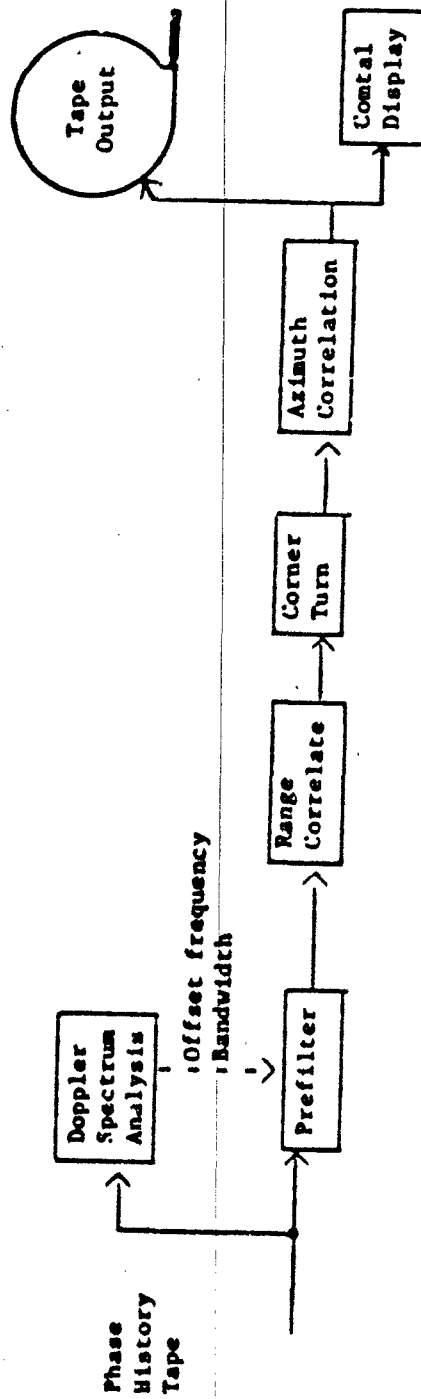 Phase
History
Tape
Doppler
Spectrum
Analysis
Offset frequency
Bandwidth
Prefilter
Range
Correlate
Corner
Turn
Azimuth
Correlation
Tape
Output
Comtal
Display